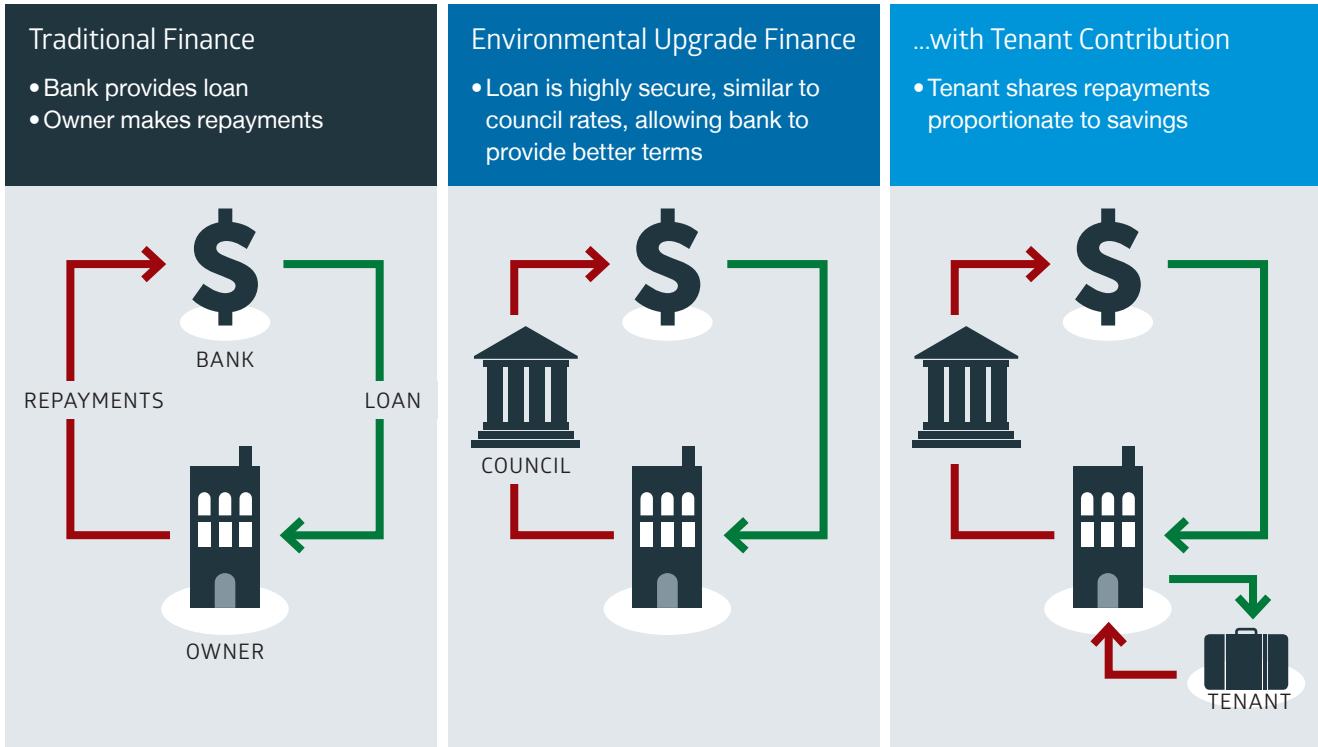 Traditional Finance
• Bank provides loan
• Owner makes repayments
BANK
REPAYMENTS
LOAN
OWNER
Environmental Upgrade Finance
• Loan is highly secure, similar to
council rates, allowing bank to
provide better terms
COUNCIL
...with Tenant Contribution
• Tenant shares repayments
proportionate to savings
TENANT